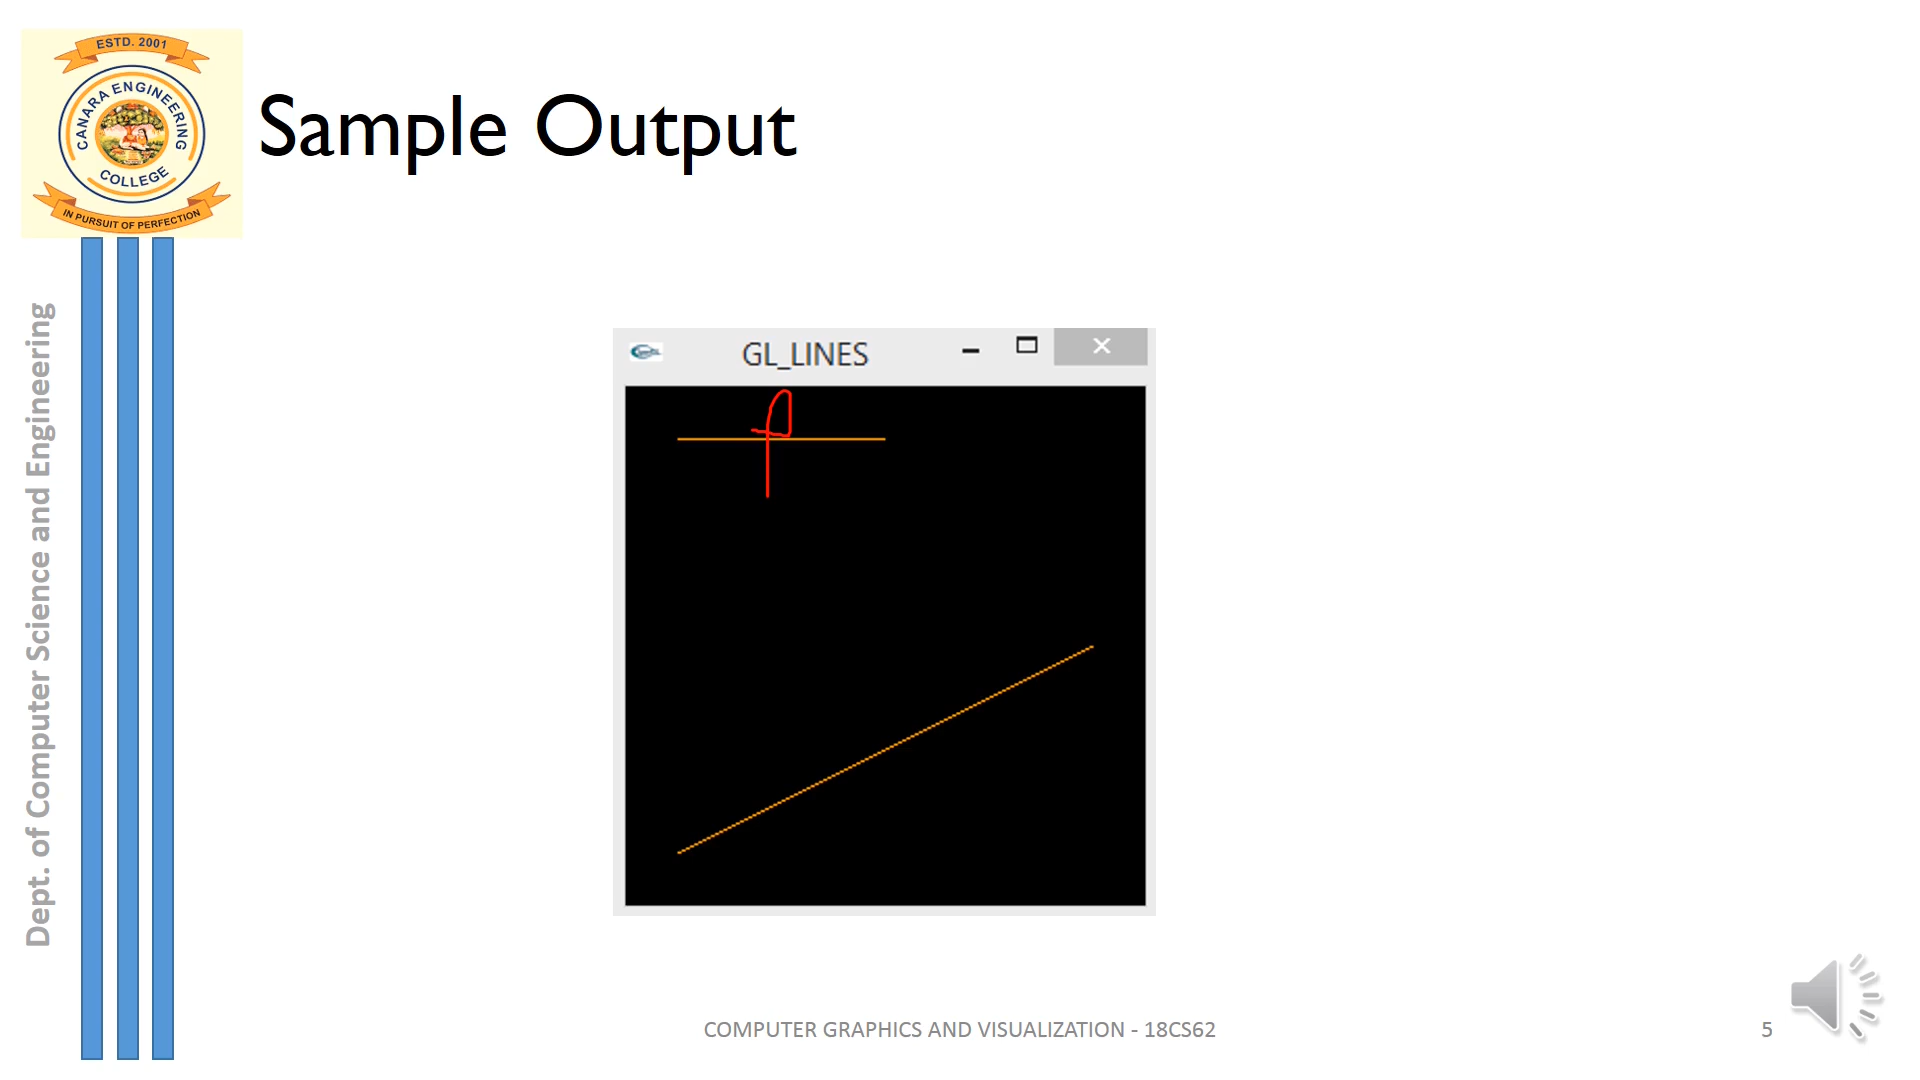 ESTD. 2001
CANARA ENGINEERING
COLLEGE
IN PURSUIT OF PERFECTION
Sample Output
Dept. of Computer Science and Engineering
GL_LINES
COMPUTER GRAPHICS AND VISUALIZATION - 18CS62
5